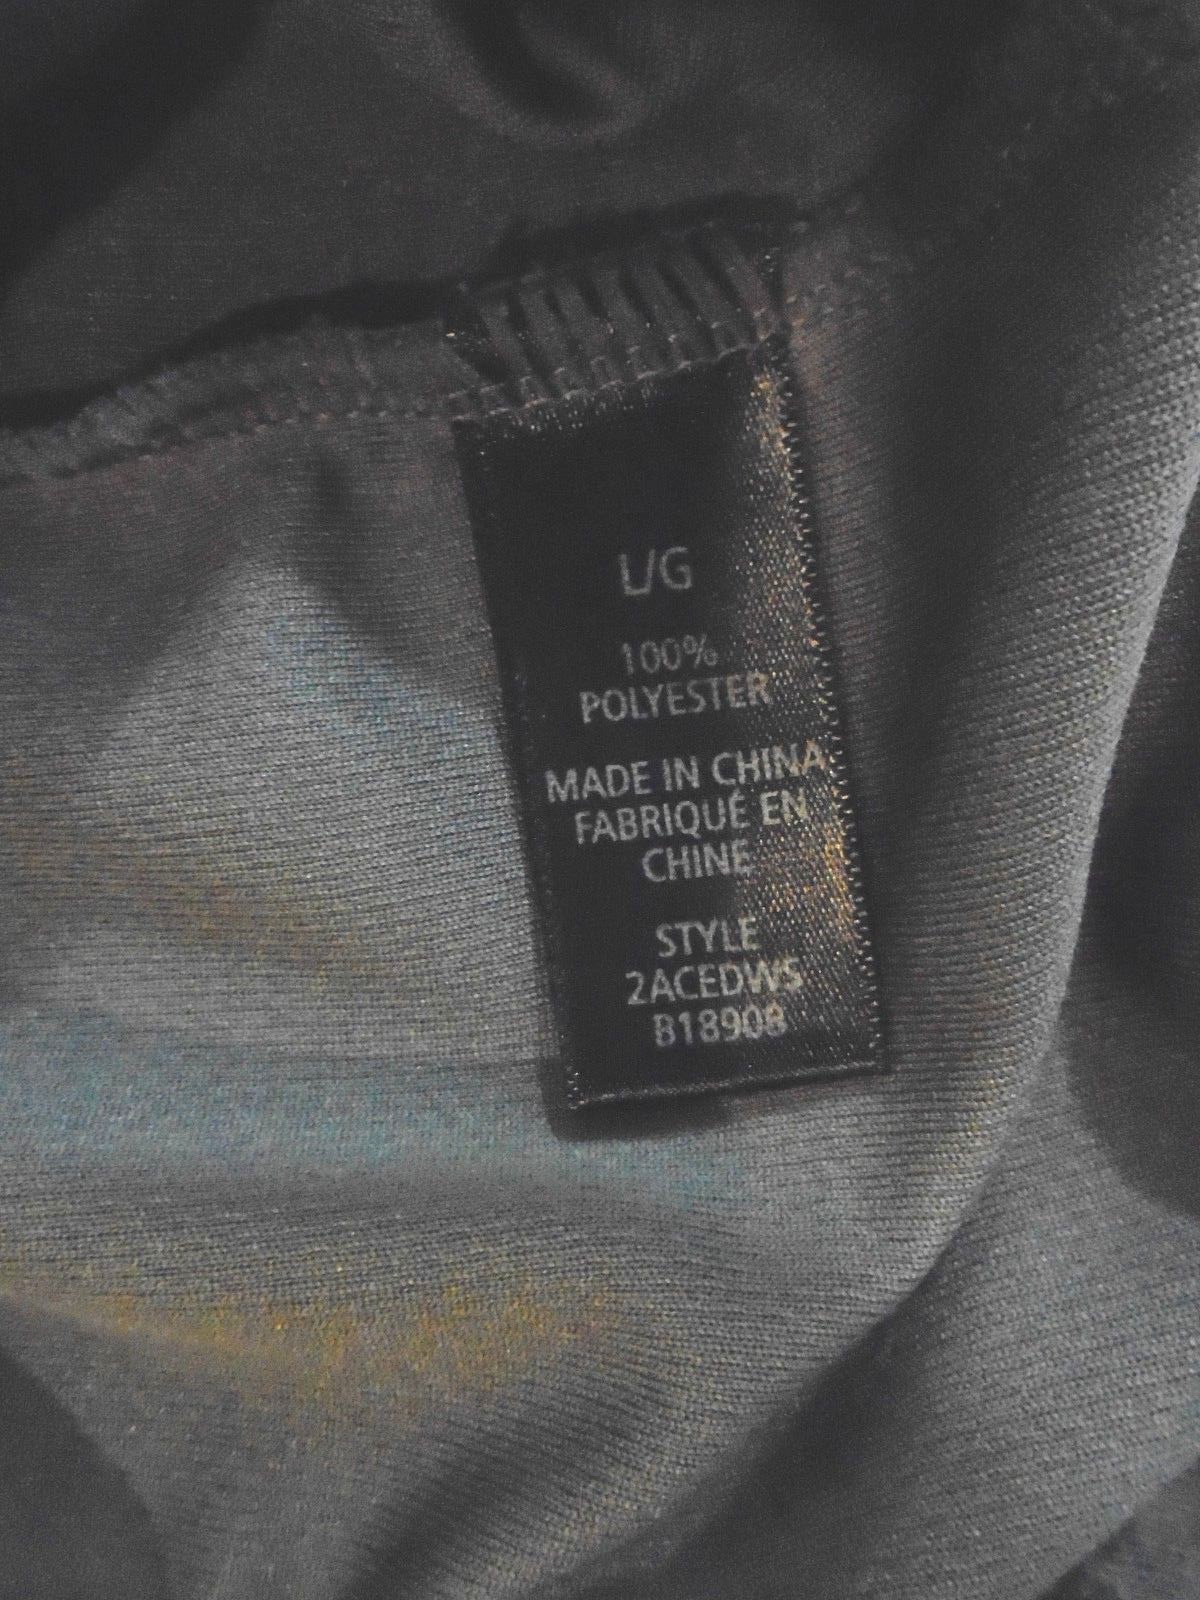 L/G
100%
POLYESTER
MADE IN CHINA
FABRIQUÉ EN
CHINE
STYLE
2ACEDWS
B18908